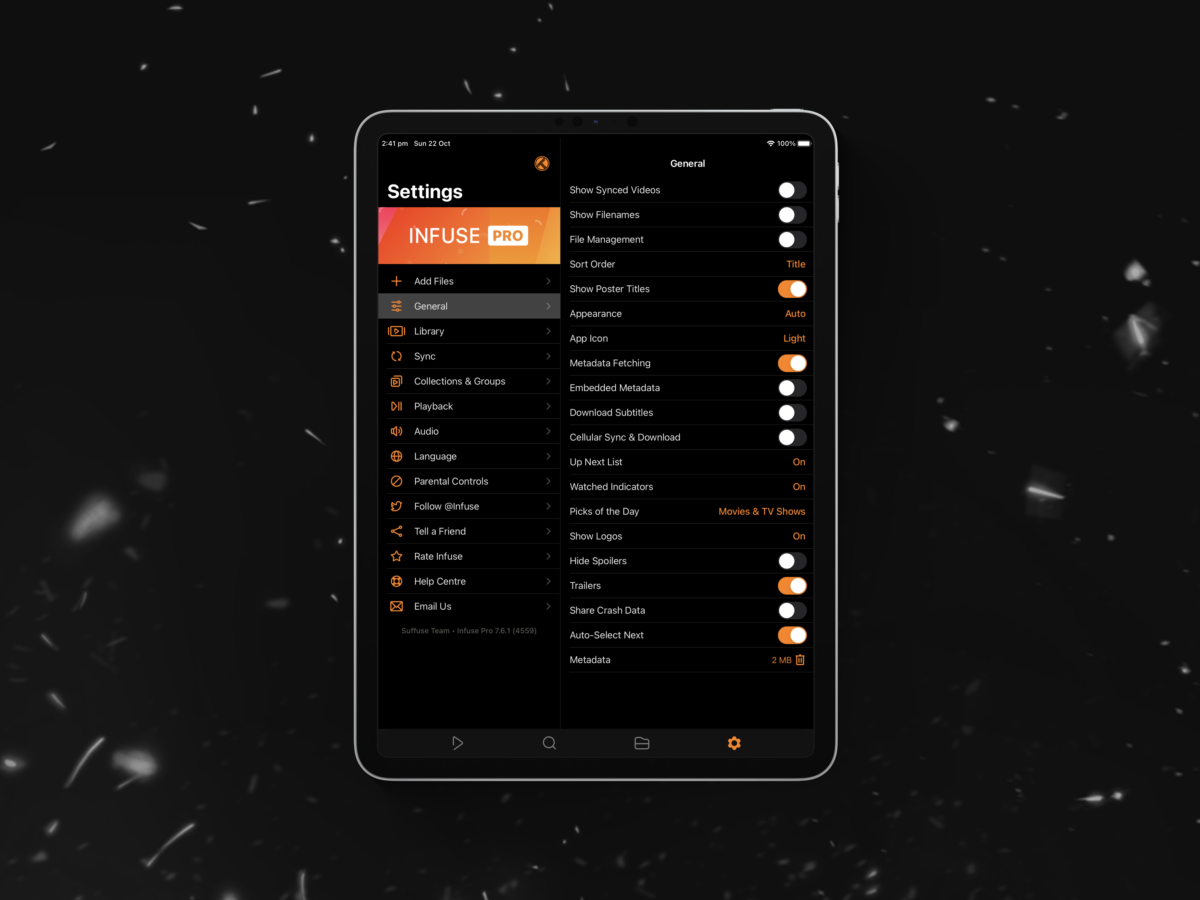 2:41 pm Sun 22 Oct
100%
Settings
INFUSE PRO
Add Files
General
Library
Sync
Collections & Groups
Playback
Audio
Language
Parental Controls
Follow @Infuse
Tell a Friend
Rate Infuse
Help Centre
Email Us
Suffuse Team • Infuse Pro 7.6.1 (4559)
General
Show Synced Videos
Show Filenames
File Management
Sort Order Title
Show Poster Titles
Appearance Auto
App Icon Light
Metadata Fetching
Embedded Metadata
Download Subtitles
Cellular Sync & Download
Up Next List On
Watched Indicators On
Picks of the Day Movies & TV Shows
Show Logos On
Hide Spoilers
Trailers
Share Crash Data
Auto-Select Next
Metadata 2 MB